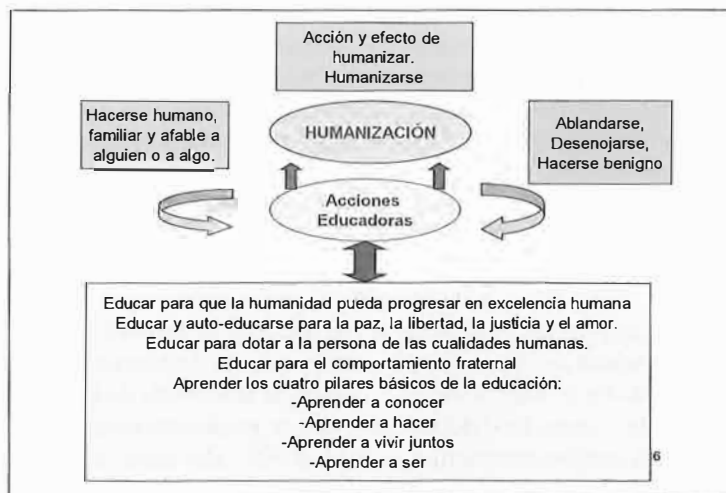 Acción y efecto de
humanizar.
Humanizarse
Hacerse humano,
familiar y afable a
alguien o a algo.
HUMANIZACIÓN
Ablandarse,
Desenojarse,
Hacerse benigno
Acciones
Educadoras
Educar para que la humanidad pueda progresar en excelencia humana
Educar y auto-educarse para la paz, la libertad, la justicia y el amor.
Educar para dotar a la persona de las cualidades humanas.
Educar para el comportamiento fraternal
Aprender los cuatro pilares básicos de la educación:
-Aprender a conocer
-Aprender a hacer
-Aprender a vivir juntos
-Aprender a ser
6